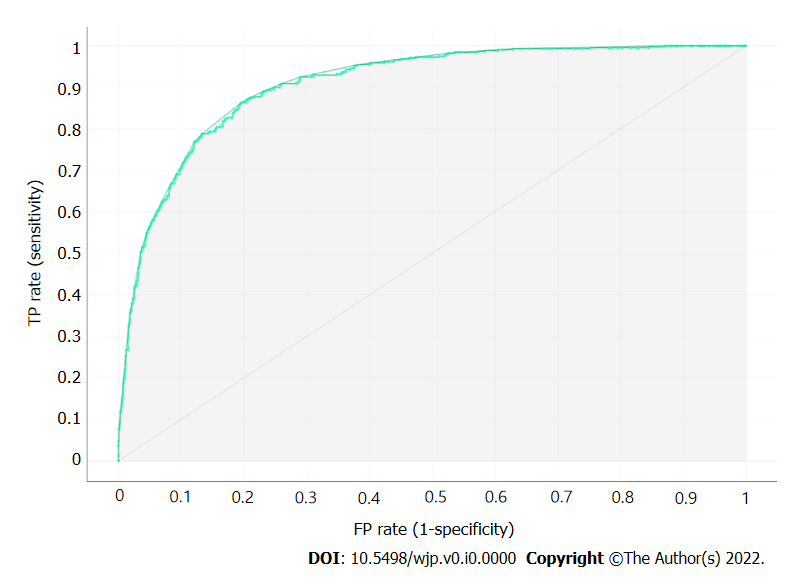 1
0.9
0.8
0.7
0.6
0.5
0.4
0.3
0.2
0.1
0
TP rate (sensitivity)
0 0.1 0.2 0.3 0.4 0.5 0.6 0.7 0.8 0.9 1
FP rate (1-specificity)
DOI: 10.5498/wjp.v0.i0.0000 Copyright ©The Author(s) 2022.